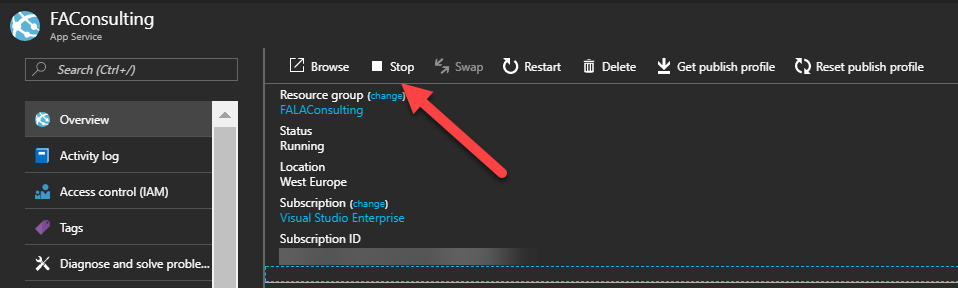 FAConsulting
App Service
Search (Ctrl+/)
Overview
Activity log
Access control (IAM)
Tags
Diagnose and solve proble...
Browse Stop Swap Restart Delete Get publish profile Reset publish profile
Resource group (change)
FALAConsulting
Status
Running
Location
West Europe
Subscription (change)
Visual Studio Enterprise
Subscription ID